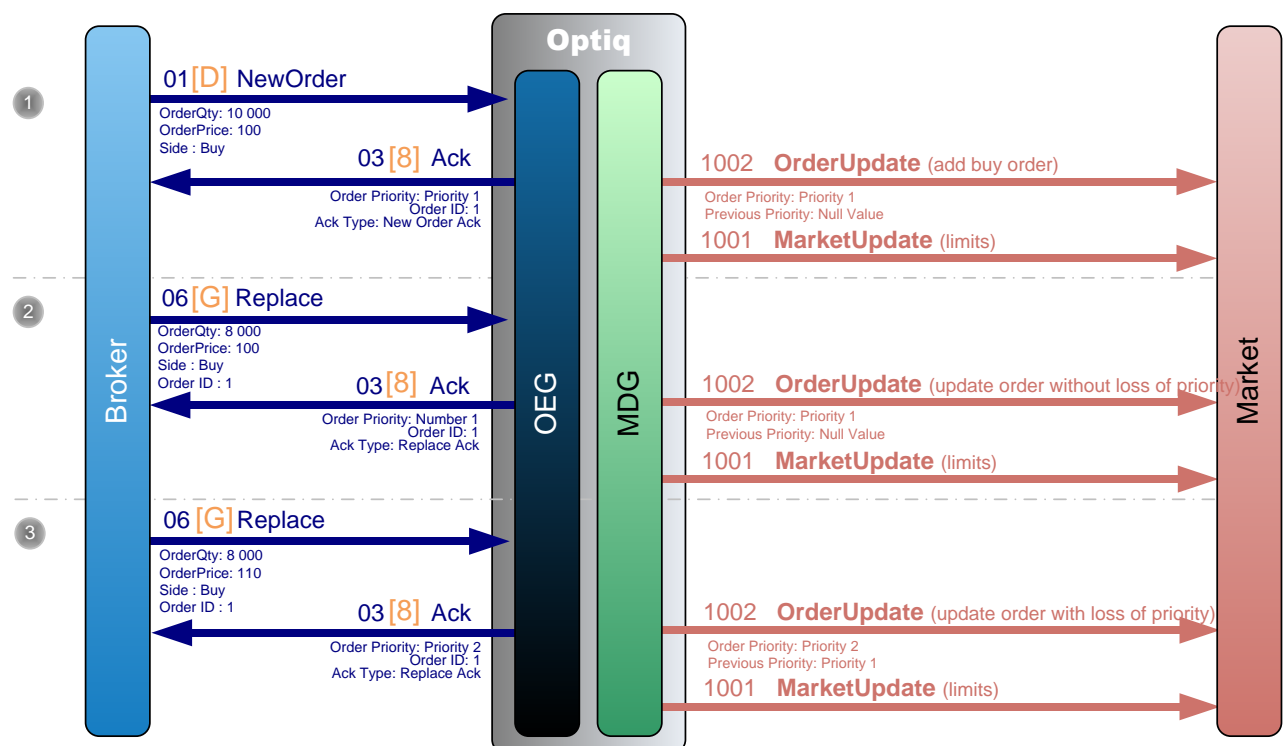 Optiq
Broker
OEG
MDG
Market
1
01 [D] NewOrder
OrderQty: 10 000
OrderPrice: 100
Side : Buy
03 [8] Ack
Order Priority: Priority 1
Order ID: 1
Ack Type: New Order Ack
1002 OrderUpdate (add buy order)
Order Priority: Priority 1
Previous Priority: Null Value
1001 MarketUpdate (limits)
2
06 [G] Replace
OrderQty: 8 000
OrderPrice: 100
Side : Buy
Order ID : 1
03 [8] Ack
Order Priority: Number 1
Order ID: 1
Ack Type: Replace Ack
1002 OrderUpdate (update order without loss of priority)
Order Priority: Priority 1
Previous Priority: Null Value
1001 MarketUpdate (limits)
3
06 [G] Replace
OrderQty: 8 000
OrderPrice: 110
Side : Buy
Order ID : 1
03 [8] Ack
Order Priority: Priority 2
Order ID: 1
Ack Type: Replace Ack
1002 OrderUpdate (update order with loss of priority)
Order Priority: Priority 2
Previous Priority: Priority 1
1001 MarketUpdate (limits)